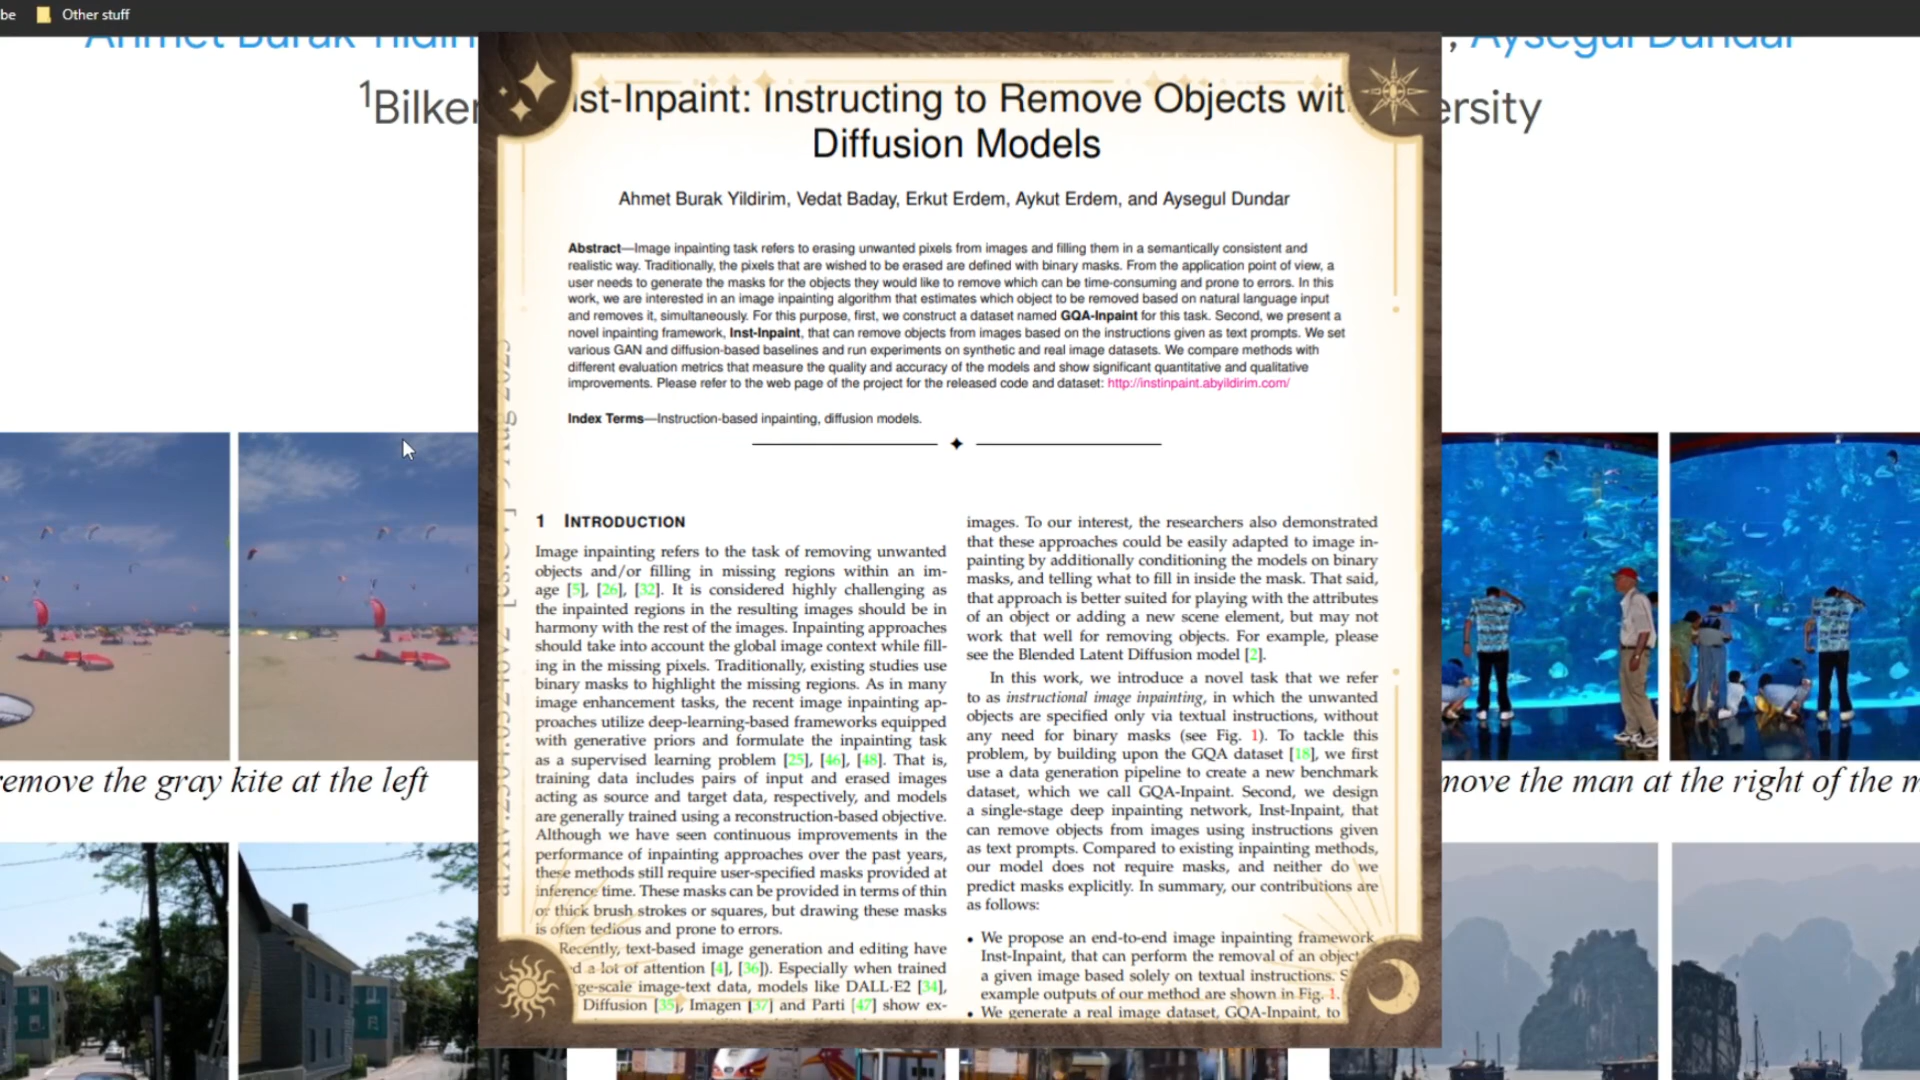 be Other stuff
Ahmet Burak
, Aysegul Dundar
1Bilker
ersity
st-Inpaint: Instructing to Remove Objects wit
Diffusion Models
Ahmet Burak Yildirim, Vedat Baday, Erkut Erdem, Aykut Erdem, and Aysegul Dundar
Abstract—Image inpainting task refers to erasing unwanted pixels from images and filling them in a semantically consistent and
realistic way. Traditionally, the pixels that are wished to be erased are defined with binary masks. From the application point of view, a
user needs to generate the masks for the objects they would like to remove which can be time-consuming and prone to errors. In this
work, we are interested in an image inpainting algorithm that estimates which object to be removed based on natural language input
and removes it, simultaneously. For this purpose, first, we construct a dataset named GQA-Inpaint for this task. Second, we present a
novel inpainting framework, Inst-Inpaint, that can remove objects from images based on the instructions given as text prompts. We set
various GAN and diffusion-based baselines and run experiments on synthetic and real image datasets. We compare methods with
different evaluation metrics that measure the quality and accuracy of the models and show significant quantitative and qualitative
improvements. Please refer to the web page of the project for the released code and dataset: http://instinpaint.abyildirim.com/
Index Terms—Instruction-based inpainting, diffusion models.
1 INTRODUCTION
Image inpainting refers to the task of removing unwanted
objects and/or filling in missing regions within an im-
age [5], [26], [32]. It is considered highly challenging as
the inpainted regions in the resulting images should be in
harmony with the rest of the images. Inpainting approaches
should take into account the global image context while fill-
ing in the missing pixels. Traditionally, existing studies use
binary masks to highlight the missing regions. As in many
image enhancement tasks, the recent image inpainting ap-
proaches utilize deep-learning-based frameworks equipped
with generative priors and formulate the inpainting task
as a supervised learning problem [25], [46], [48]. That is,
training data includes pairs of input and erased images
acting as source and target data, respectively, and models
are generally trained using a reconstruction-based objective.
Although we have seen continuous improvements in the
performance of inpainting approaches over the past years,
these methods still require user-specified masks provided at
inference time. These masks can be provided in terms of thin
or thick brush strokes or squares, but drawing these masks
is often tedious and prone to errors.
Recently, text-based image generation and editing have
d a lot of attention [4], [36]). Especially when trained
ge-scale image-text data, models like DALL·E2 [34],
Diffusion [35], Imagen [37] and Parti [47] show ex-
images. To our interest, the researchers also demonstrated
that these approaches could be easily adapted to image in-
painting by additionally conditioning the models on binary
masks, and telling what to fill in inside the mask. That said,
that approach is better suited for playing with the attributes
of an object or adding a new scene element, but may not
work that well for removing objects. For example, please
see the Blended Latent Diffusion model [2].
In this work, we introduce a novel task that we refer
to as instructional image inpainting, in which the unwanted
objects are specified only via textual instructions, without
any need for binary masks (see Fig. 1). To tackle this
problem, by building upon the GQA dataset [18], we first
use a data generation pipeline to create a new benchmark
dataset, which we call GQA-Inpaint. Second, we design
a single-stage deep inpainting network, Inst-Inpaint, that
can remove objects from images using instructions given
as text prompts. Compared to existing inpainting methods,
our model does not require masks, and neither do we
predict masks explicitly. In summary, our contributions are
as follows:
• We propose an end-to-end image inpainting framework
Inst-Inpaint, that can perform the removal of an object
a given image based solely on textual instructions. S
example outputs of our method are shown in Fig. 1.
• We generate a real image dataset, GQA-Inpaint, to
emove the gray kite at the left
move the man at the right of the m